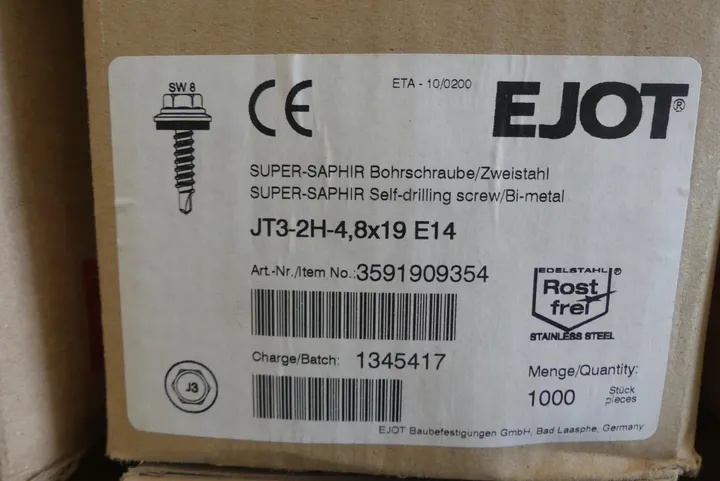 SW 8
CE
ETA - 10/0200
EJOT®
SUPER-SAPHIR Bohrschraube/Zweistahl
SUPER-SAPHIR Self-drilling screw/Bi-metal
JT3-2H-4,8x19 E14
Art.-Nr./Item No.:3591909354
EDELSTAHL®
Rost
frei
STAINLESS STEEL
Charge/Batch: 1345417
J3
Menge/Quantity:
1000 Stück
pieces
EJOT Baubefestigungen GmbH, Bad Laasphe, Germany